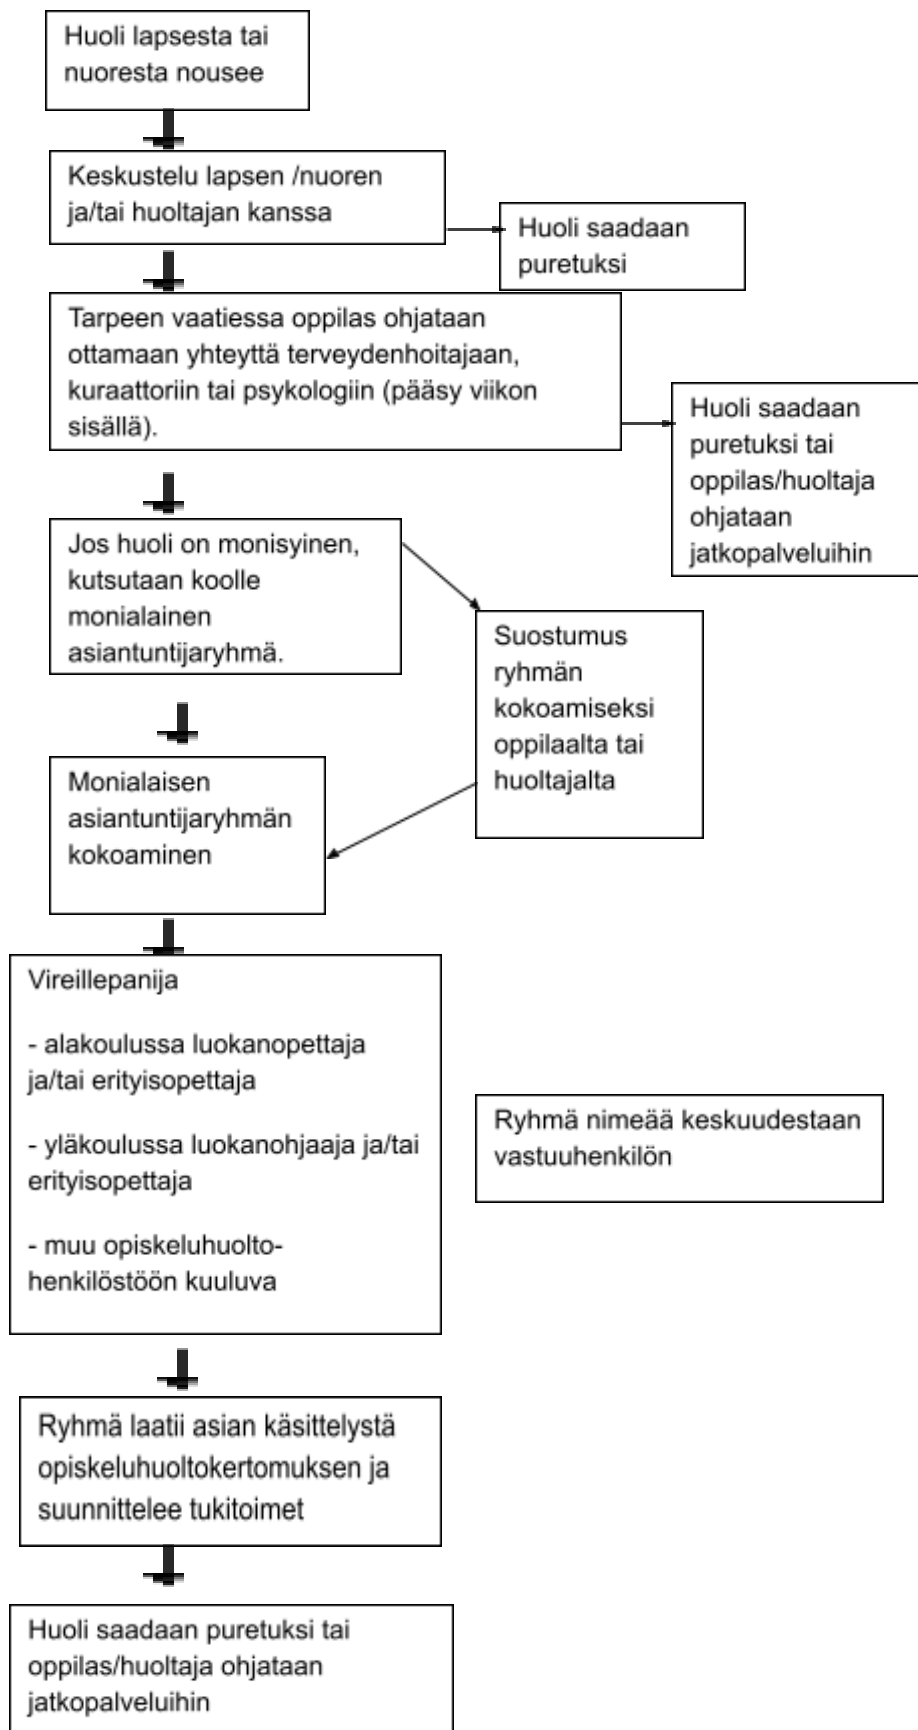 Huoli lapsesta tai
nuoresta nousee
Keskustelu lapsen /nuoren
ja/tai huoltajan kanssa
Huoli saadaan
puretuksi
Tarpeen vaatiessa oppilas ohjataan
ottamaan yhteyttä terveydenhoitajaan,
kuraattoriin tai psykologiin (pääsy viikon
sisällä).
Huoli saadaan
puretuksi tai
oppilas/huoltaja
ohjataan
jatkopalveluihin
Jos huoli on monisyinen,
kutsutaan koolle
monialainen
asiantuntijaryhmä.
Suostumus
ryhmän
kokoamiseksi
oppilaalta tai
huoltajalta
Monialaisen
asiantuntijaryhmän
kokoaminen
Vireillepanija
- alakoulussa luokanopettaja
ja/tai erityisopettaja
- yläkoulussa luokanohjaaja ja/tai
erityisopettaja
- muu opiskeluhuolto-
henkilöstöön kuuluva
Ryhmä nimeää keskuudestaan
vastuuhenkilön
Ryhmä laatii asian käsittelystä
opiskeluhuoltokertomuksen ja
suunnittelee tukitoimet
Huoli saadaan puretuksi tai
oppilas/huoltaja ohjataan
jatkopalveluihin